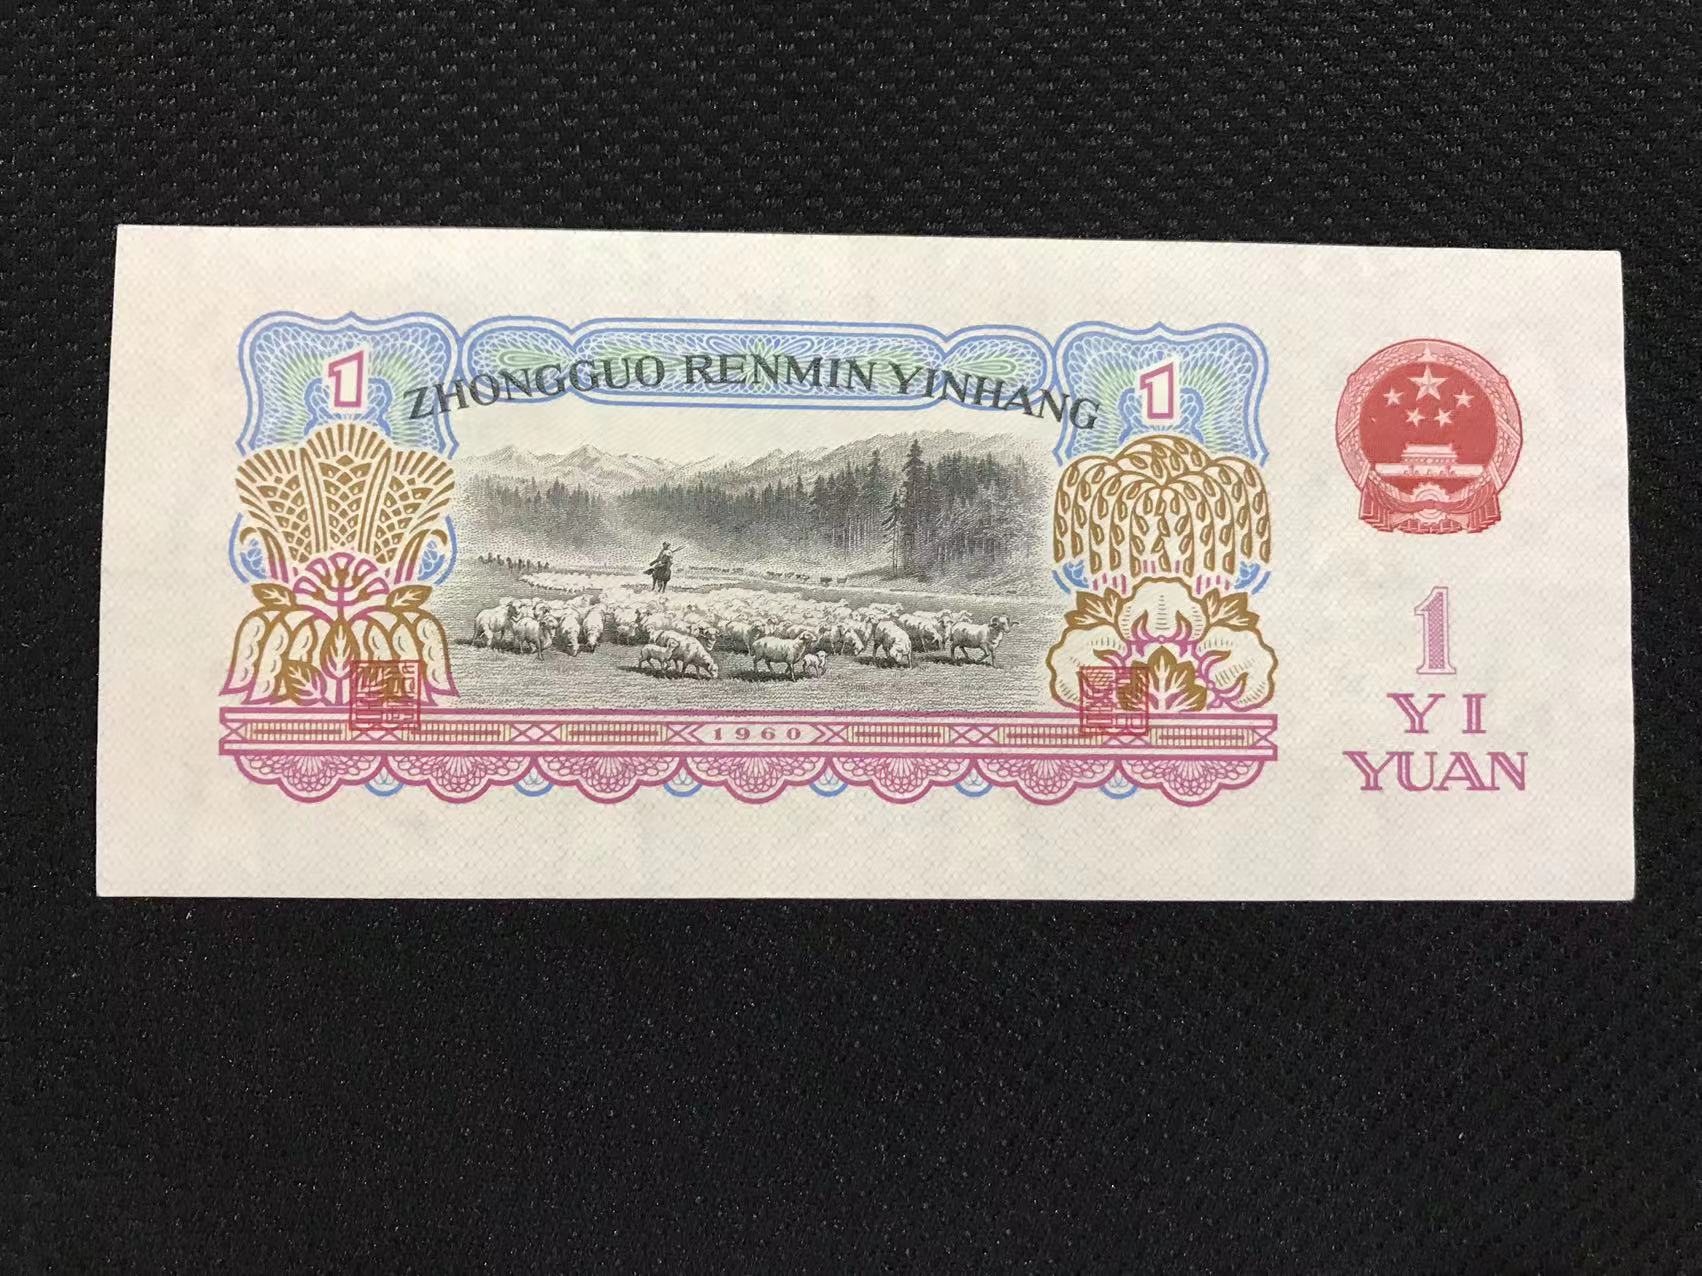 ZHONGGUO RENMIN YINHANG
1
1
1960
1
YI
YUAN